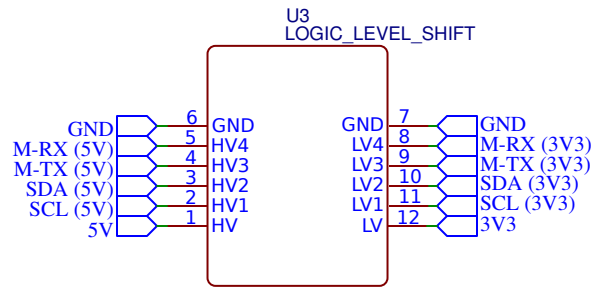 U3
LOGIC_LEVEL_SHIFT
GND 6 GND GND 7 GND
M-RX (5V) 5 HV4 LV4 8 M-RX (3V3)
M-TX (5V) 4 HV3 LV3 9 M-TX (3V3)
SDA (5V) 3 HV2 LV2 10 SDA (3V3)
SCL (5V) 2 HV1 LV1 11 SCL (3V3)
5V 1 HV LV 12 3V3